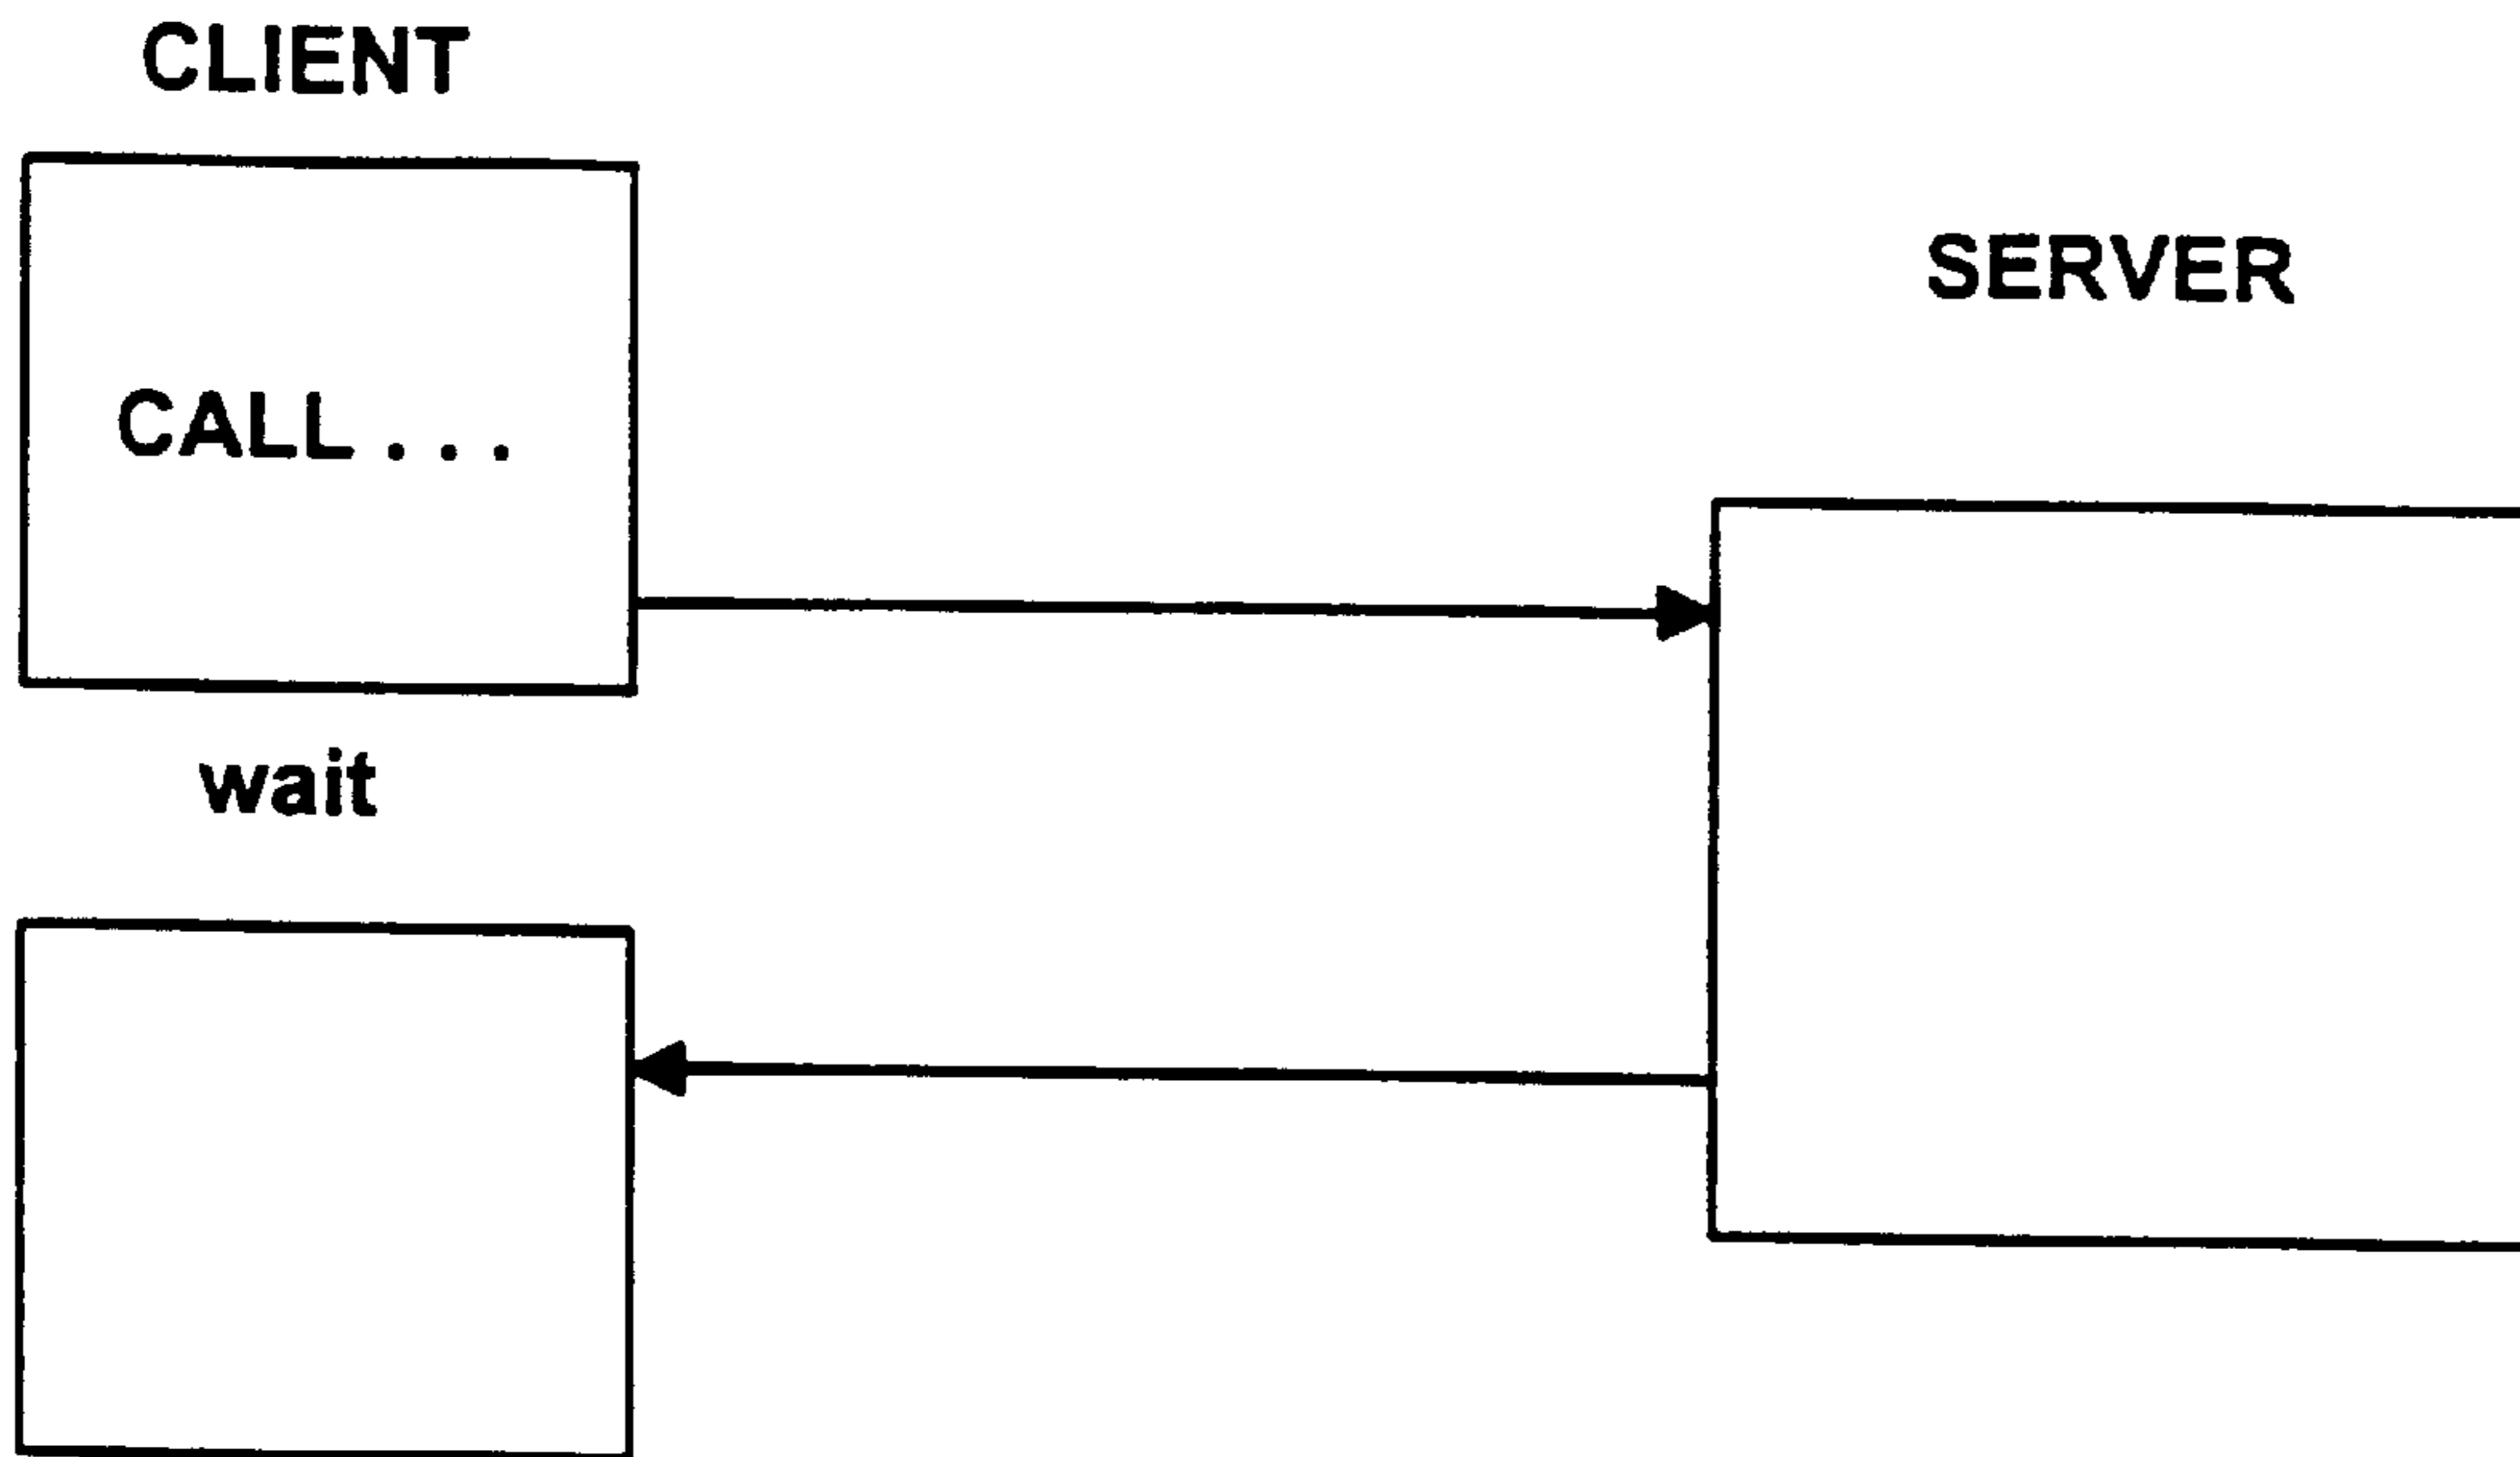 CLIENT
SERVER
CALL . . .
wait